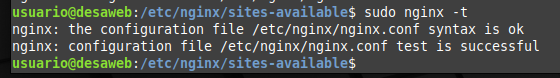 usuario@desaweb:/etc/nginx/sites-available$ sudo nginx -t
nginx: the configuration file /etc/nginx/nginx.conf syntax is ok
nginx: configuration file /etc/nginx/nginx.conf test is successful
usuario@desaweb:/etc/nginx/sites-available$